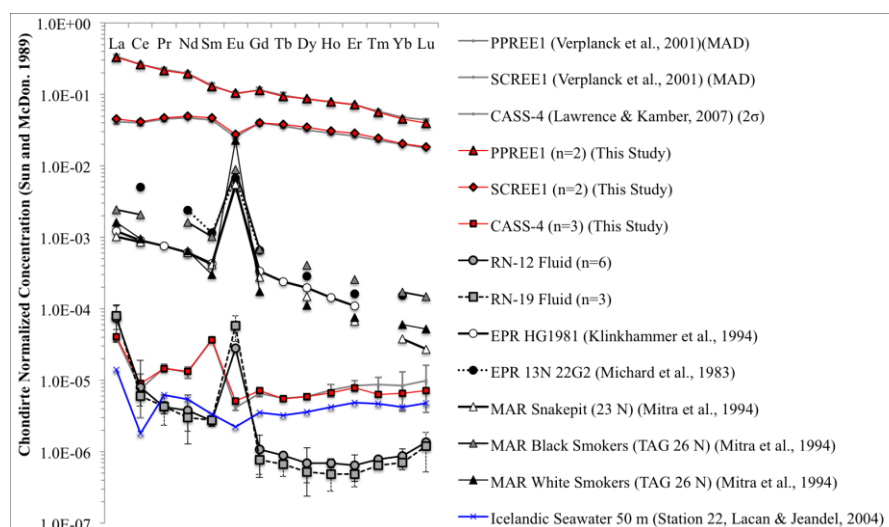 Chondirte Normalized Concentration (Sun and McDon. 1989)
1.0E+00
1.0E-01
1.0E-02
1.0E-03
1.0E-04
1.0E-05
1.0E-06
1.0E-07
La Ce Pr Nd Sm Eu Gd Tb Dy Ho Er Tm Yb Lu
PPREE1 (Verplanck et al., 2001)(MAD)
SCREE1 (Verplanck et al., 2001) (MAD)
CASS-4 (Lawrence & Kamber, 2007) (2σ)
PPREE1 (n=2) (This Study)
SCREE1 (n=2) (This Study)
CASS-4 (n=3) (This Study)
RN-12 Fluid (n=6)
RN-19 Fluid (n=3)
EPR HG1981 (Klinkhammer et al., 1994)
EPR 13N 22G2 (Michard et al., 1983)
MAR Snakepit (23 N) (Mitra et al., 1994)
MAR Black Smokers (TAG 26 N) (Mitra et al., 1994)
MAR White Smokers (TAG 26 N) (Mitra et al., 1994)
Icelandic Seawater 50 m (Station 22, Lacan & Jeandel, 2004)